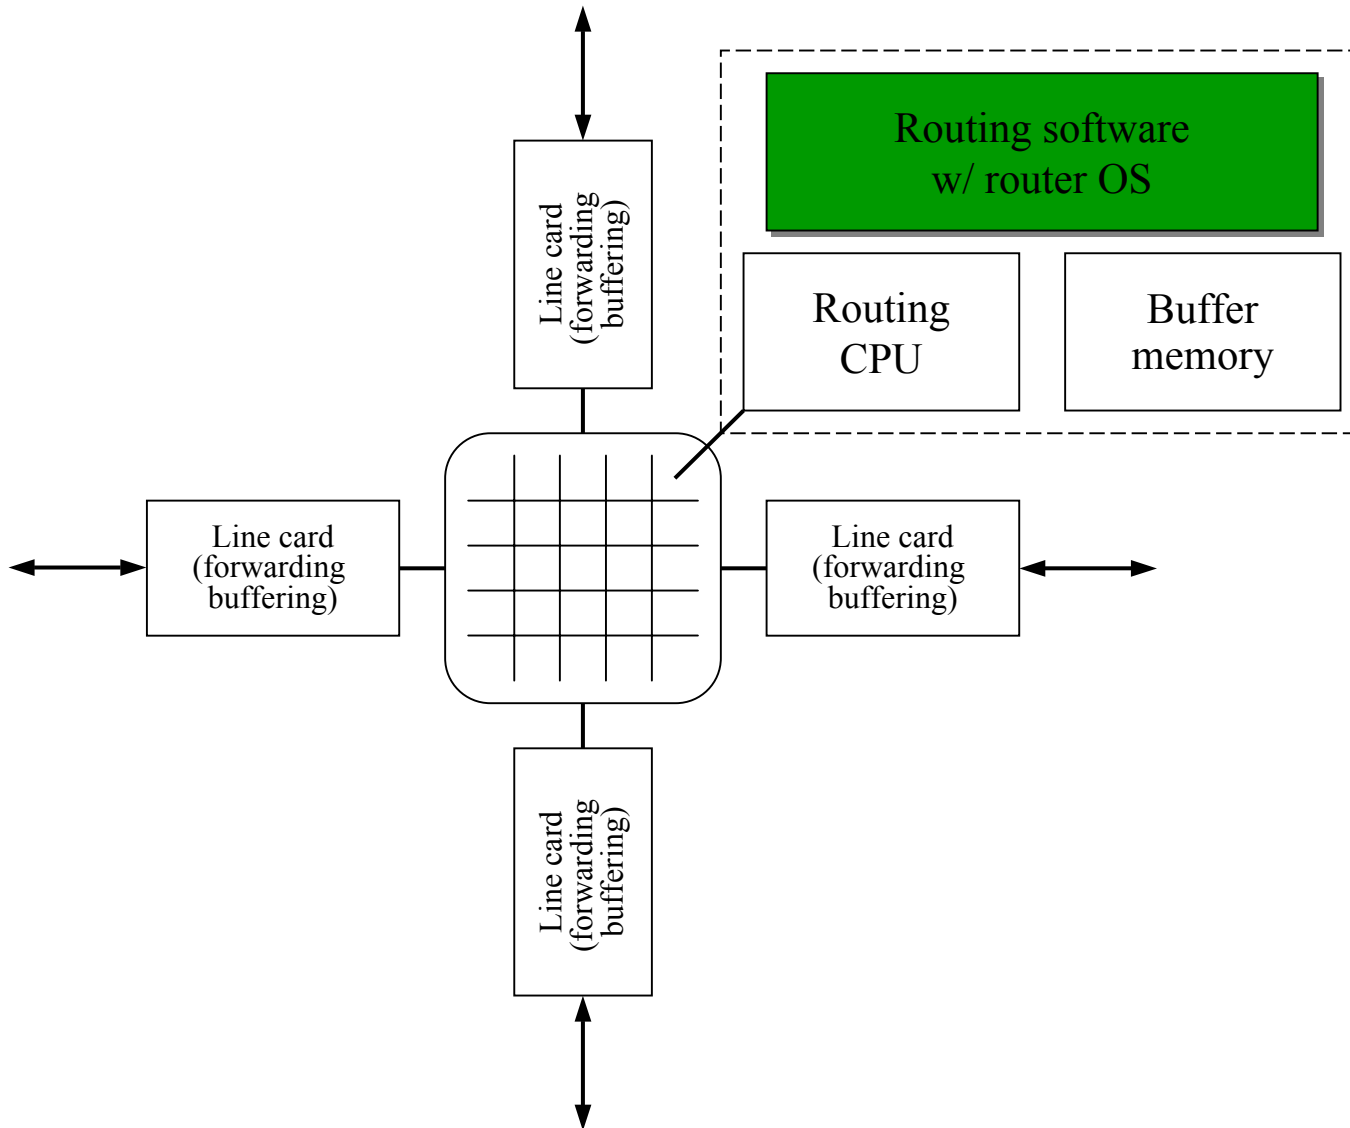 Routing software
w/ router OS
Line card
(forwarding
buffering)
Routing
CPU
Buffer
memory
Line card
(forwarding
buffering)
Line card
(forwarding
buffering)
Line card
(forwarding
buffering)